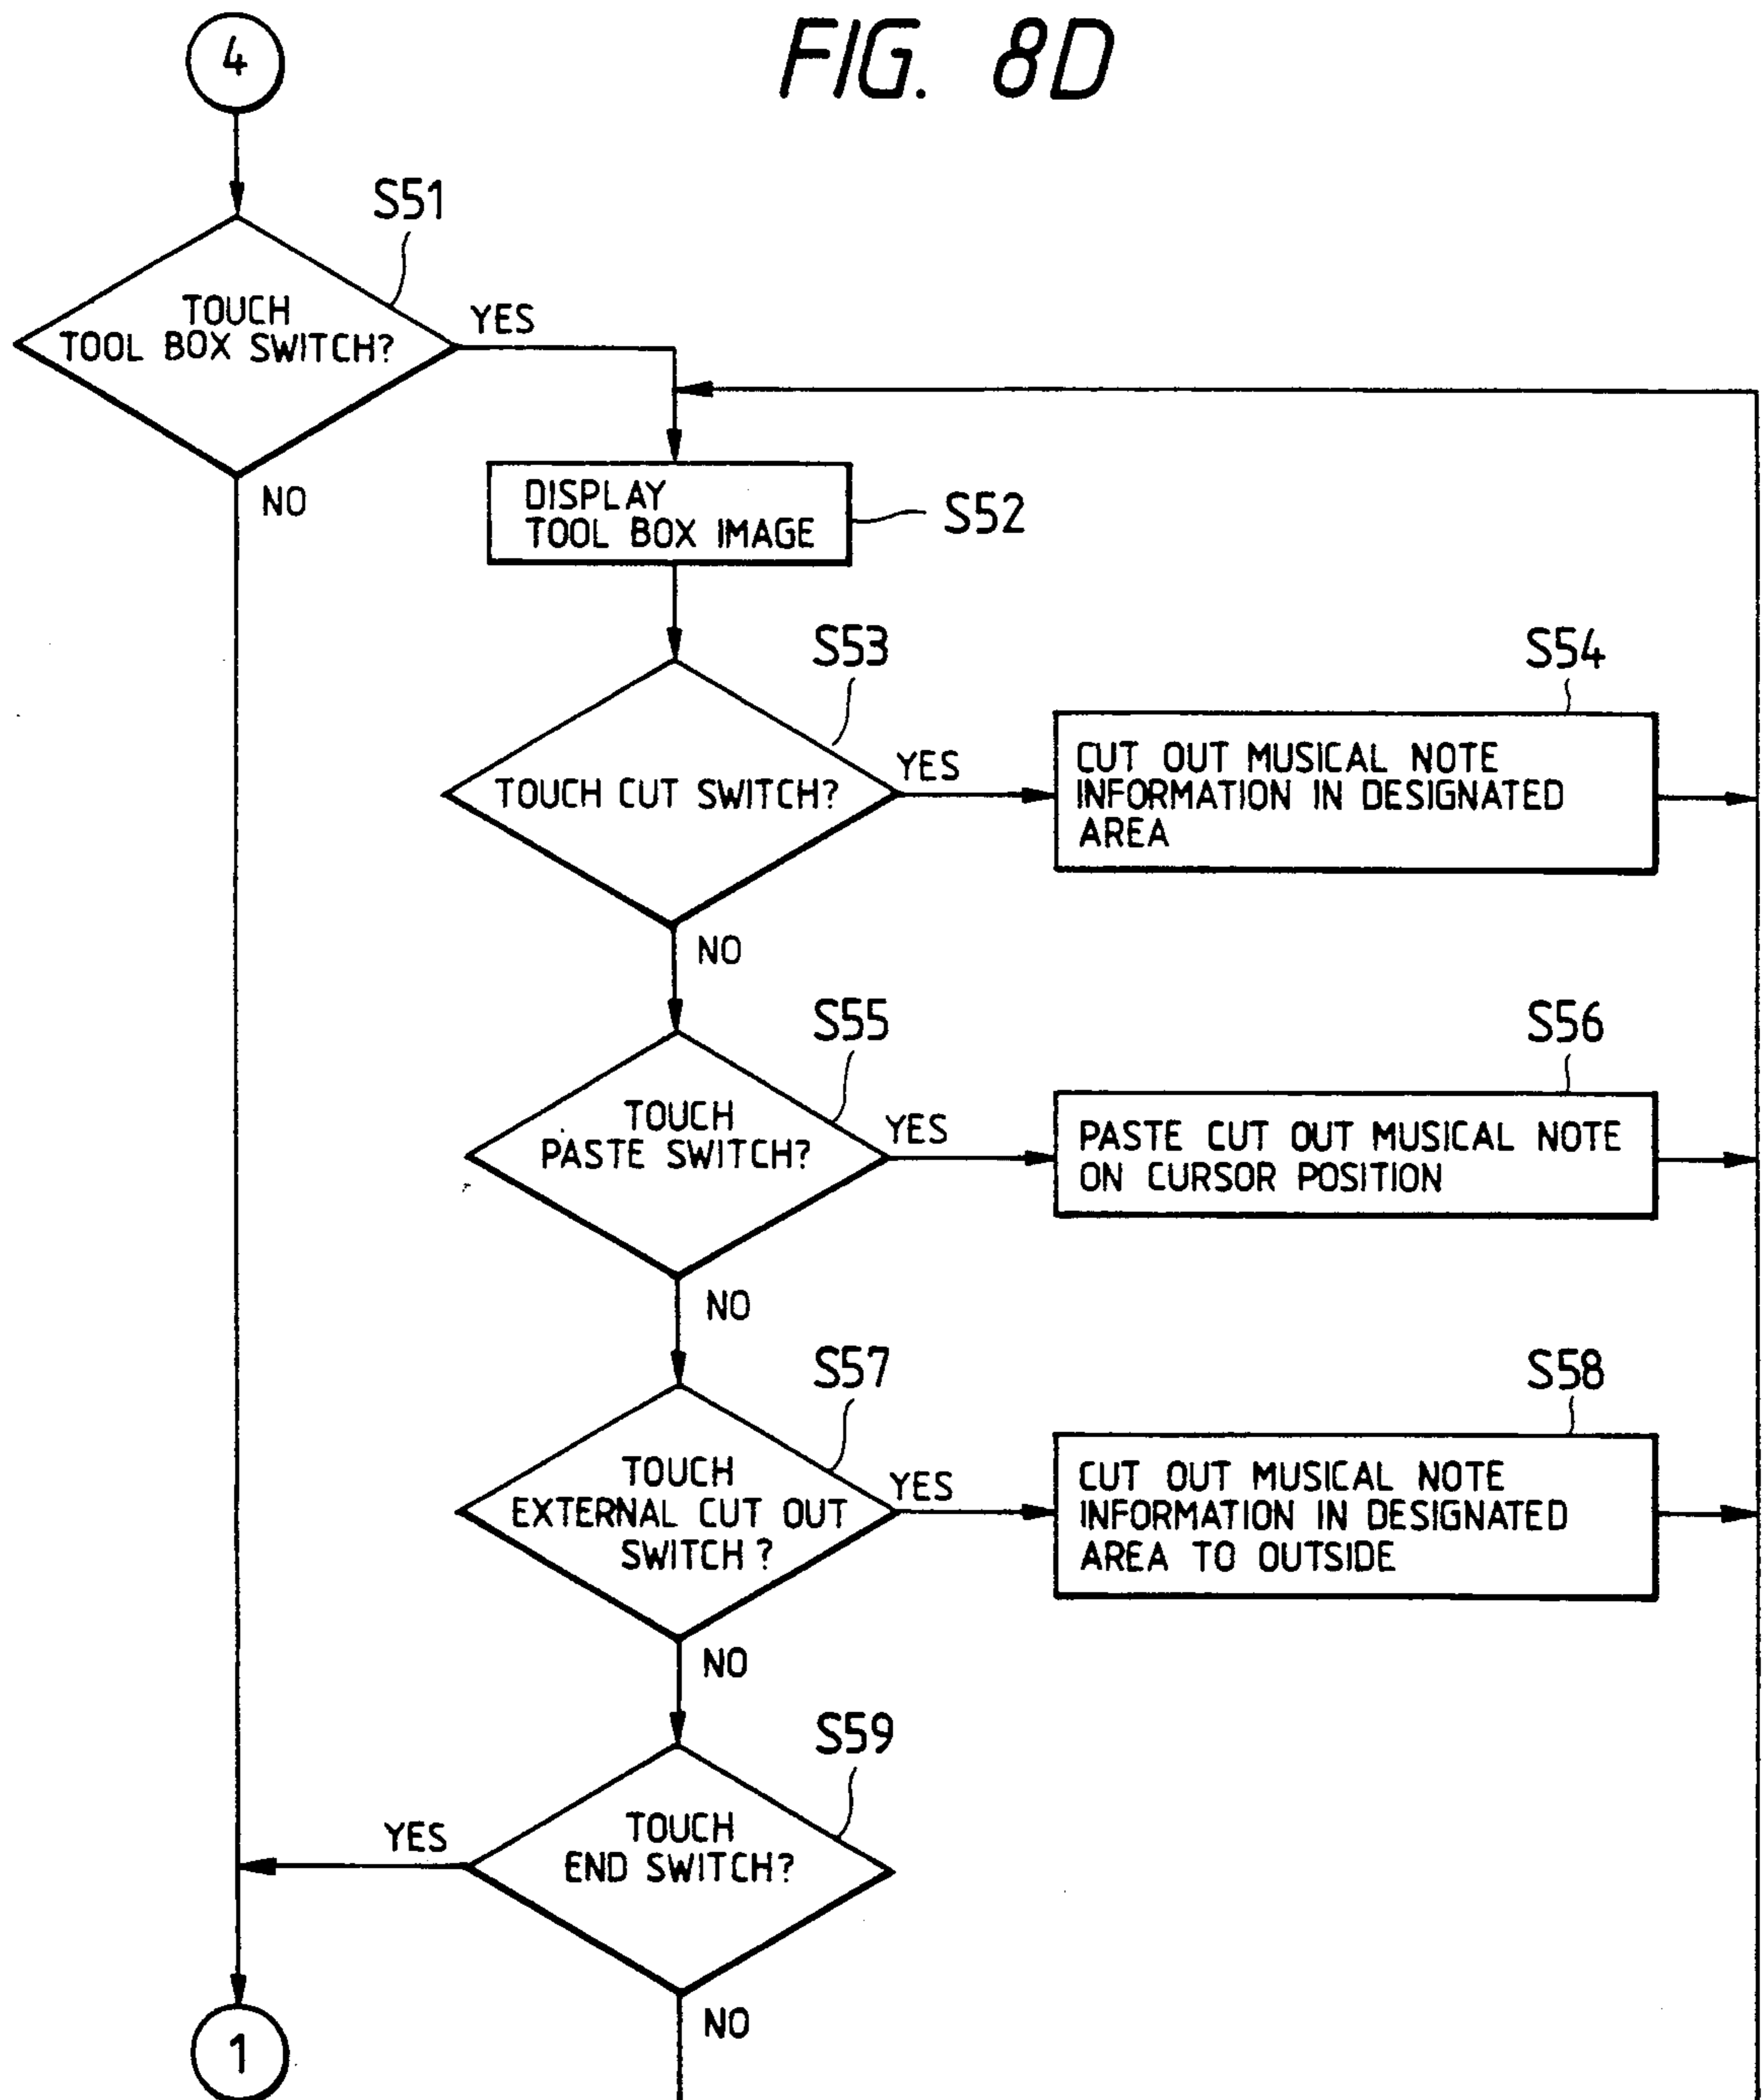 FIG. 8D
4
S51
TOUCH
TOOL BOX SWITCH?
YES
NO
DISPLAY
TOOL BOX IMAGE
S52
S53
TOUCH CUT SWITCH?
YES
NO
S54
CUT OUT MUSICAL NOTE
INFORMATION IN DESIGNATED
AREA
S55
TOUCH
PASTE SWITCH?
YES
NO
S56
PASTE CUT OUT MUSICAL NOTE
ON CURSOR POSITION
S57
TOUCH
EXTERNAL CUT OUT
SWITCH ?
YES
NO
S58
CUT OUT MUSICAL NOTE
INFORMATION IN DESIGNATED
AREA TO OUTSIDE
S59
TOUCH
END SWITCH?
YES
NO
1